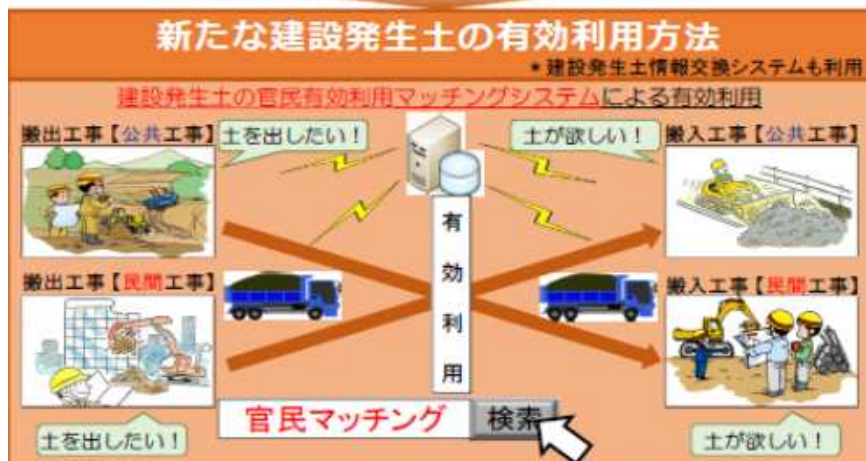 新たな建設発生土の有効利用方法
*建設発生土情報交換システムも利用
建設発生土の官民有効利用マッチングシステムによる有効利用
搬出工事【公共工事】
土を出したい!
土が欲しい!
搬入工事【公共工事】
有効利用
搬出工事【民間工事】
搬入工事【民間工事】
官民マッチング
検索
土を出したい!
土が欲しい!